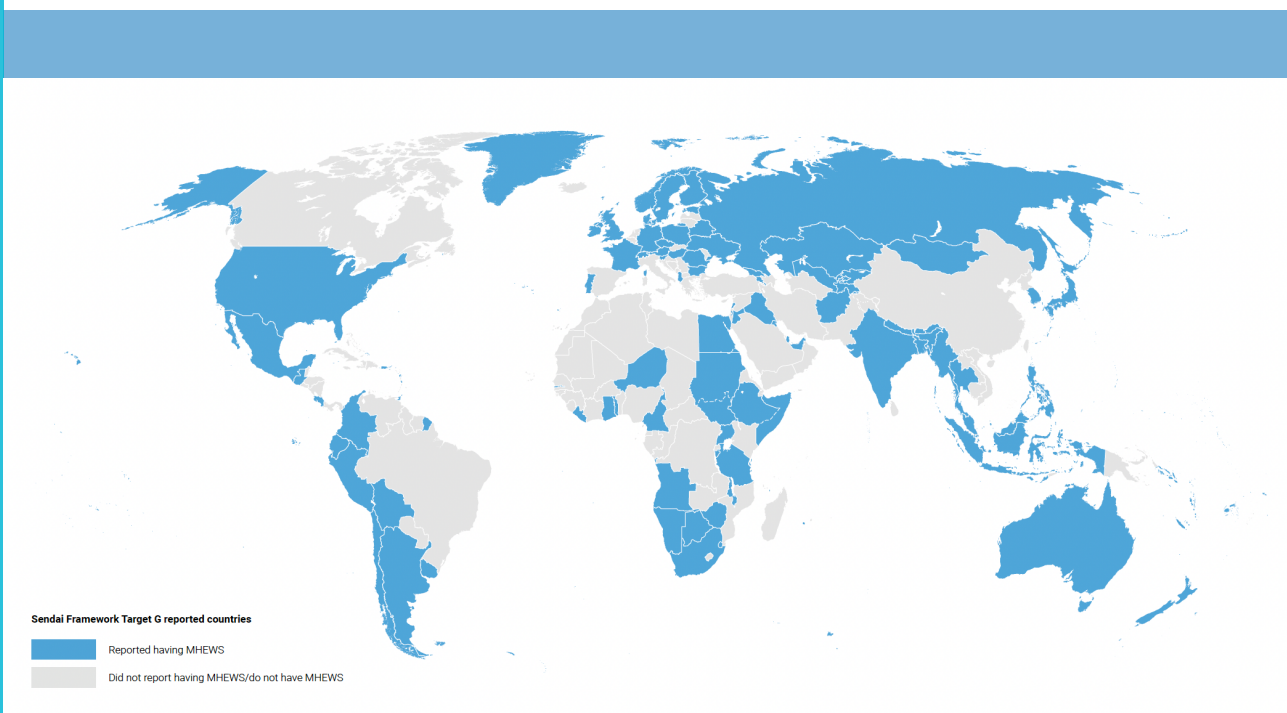 Sendai Framework Target G reported countries
Reported having MHEWS
Did not report having MHEWS/do not have MHEWS